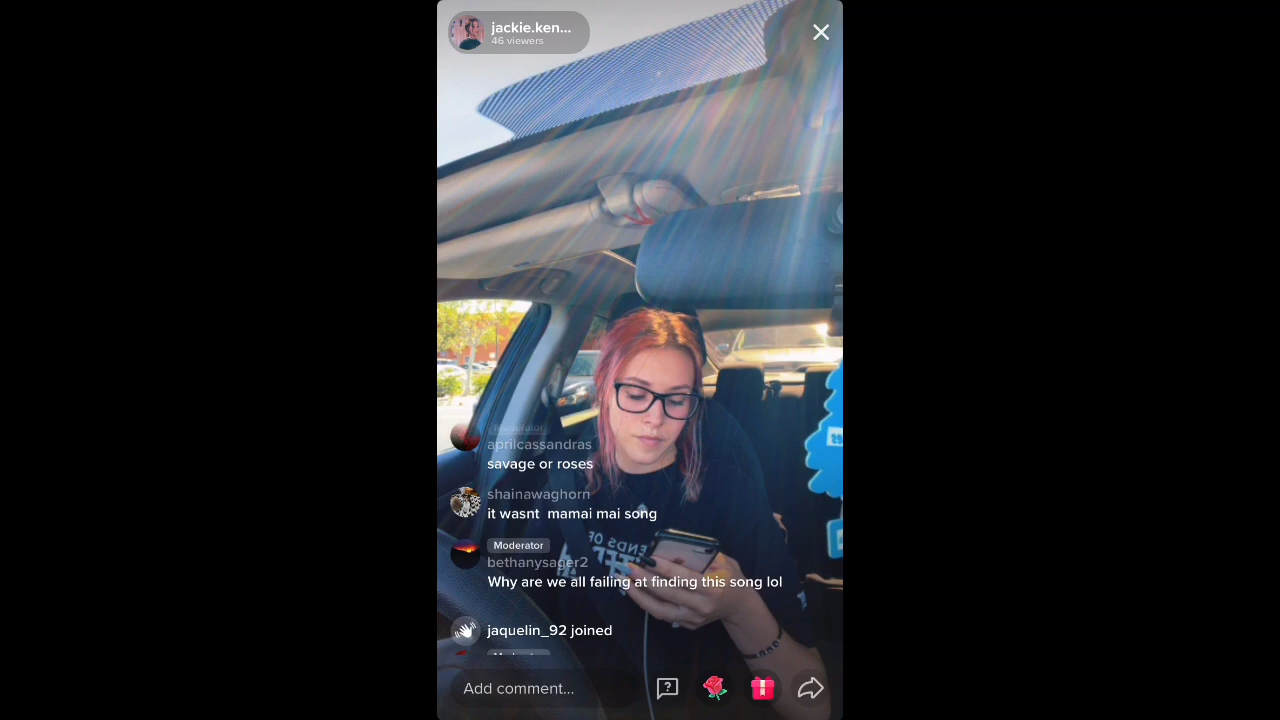 jackie.ken...
46 viewers
Moderator
aprilcassandras
savage or roses
shainawaghorn
it wasnt mamai mai song
Moderator
bethanysager2
Why are we all failing at finding this song lol
jaquelin_92 joined
Add comment...